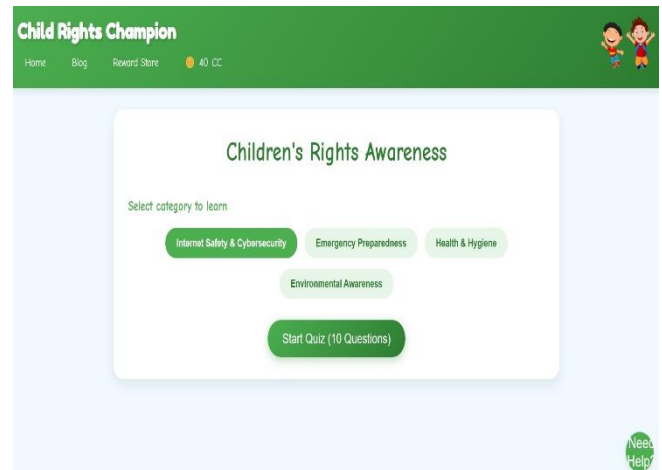 Child Rights Champion
Home Blog Reward Store 40 CC
Children's Rights Awareness
Select category to learn
Internet Safety & Cybersecurity Emergency Preparedness Health & Hygiene
Environmental Awareness
Start Quiz (10 Questions)
Need
Help?